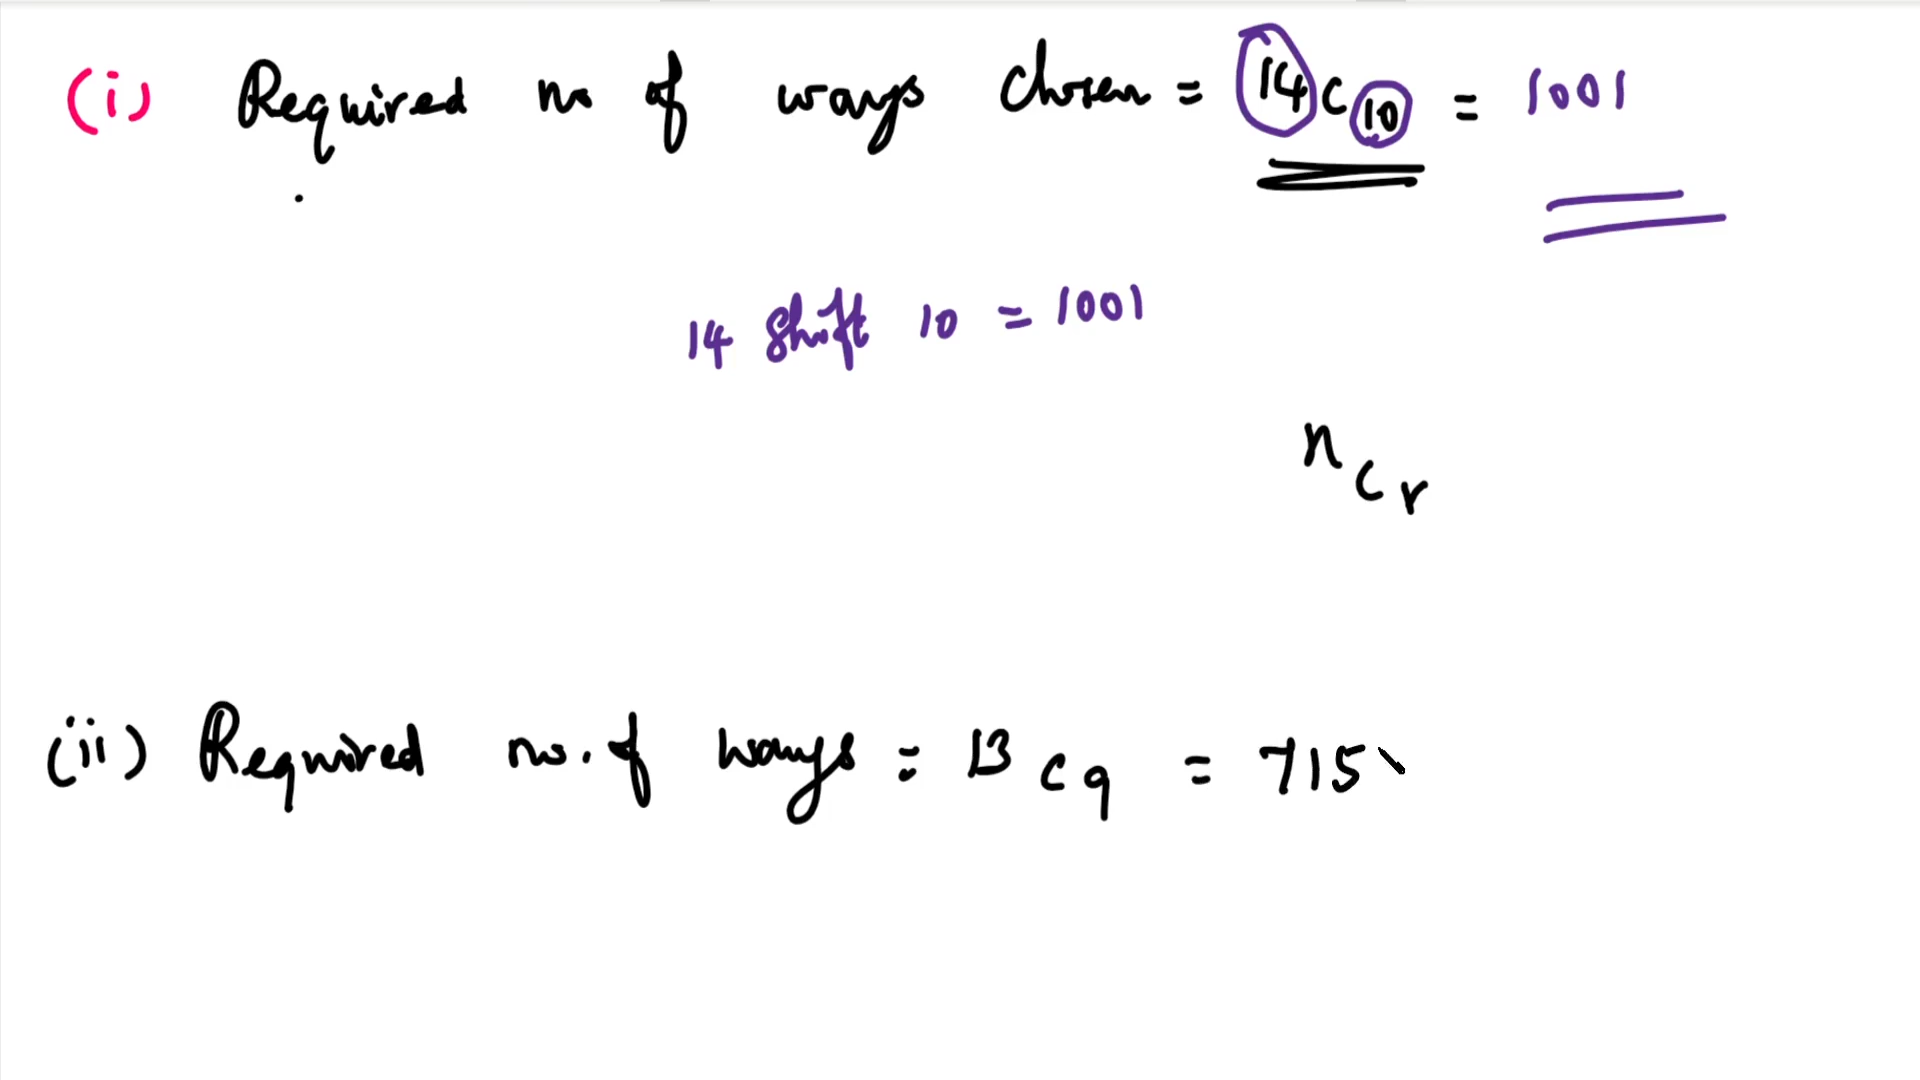 (i) Required no of ways chosen = 14C10 = 1001
14 shift 10 = 1001
nCr
(ii) Required no. of ways = 13C9 = 715